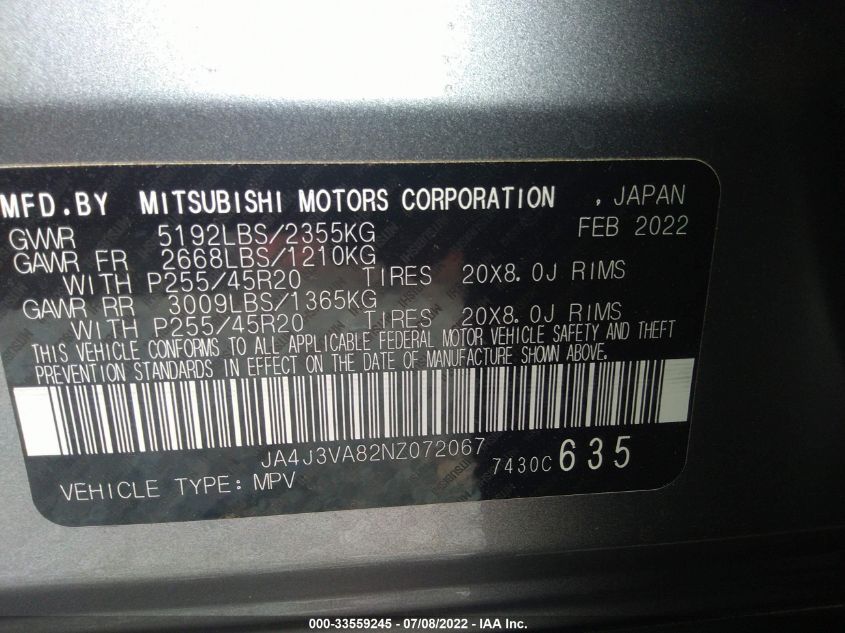 MFD.BY MITSUBISHI MOTORS CORPORATION , JAPAN
GVWR 5192LBS/2355KG FEB 2022
GAWR FR 2668LBS/1210KG
WITH P255/45R20 TIRES 20X8.0J RIMS
GAWR RR 3009LBS/1365KG
WITH P255/45R20 TIRES 20X8.0J RIMS
THIS VEHICLE CONFORMS TO ALL APPLICABLE FEDERAL MOTOR VEHICLE SAFETY AND THEFT
PREVENTION STANDARDS IN EFFECT ON THE DATE OF MANUFACTURE SHOWN ABOVE.
JA4J3VA82NZ072067 7430C 635
VEHICLE TYPE: MPV
000-33559245 - 07/08/2022 - IAA Inc.